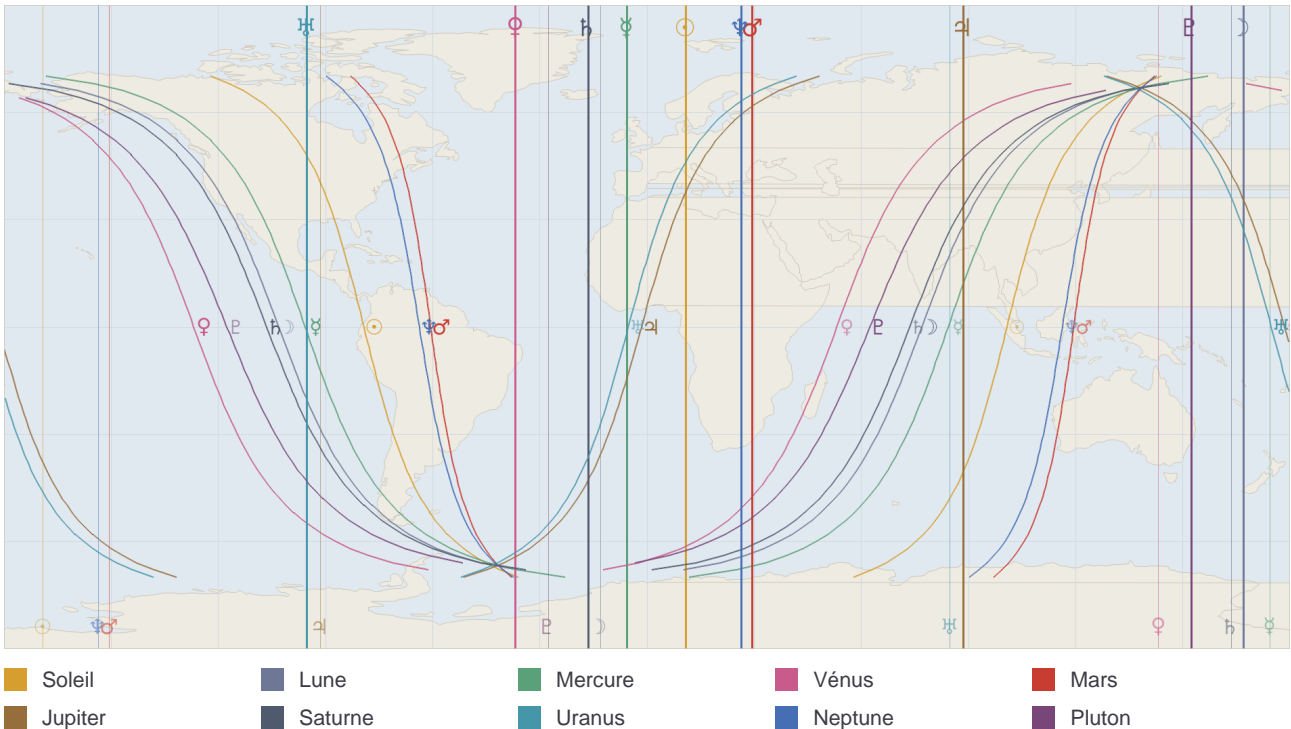 ♅ ♀ ♄ ☿ ☉ ♆ ♂ ♃ ♇ ☽
♀ ♇ ♄ ☽ ☿ ☉ ♆ ♂ ♅ ♃ ♀ ♇ ♄ ☽ ☿ ☉ ♆ ♂ ♅
☉ ♆ ♂ ♃ ♇ ☽ ♅ ♀ ♄ ☿
Soleil Lune Mercure Vénus Mars
Jupiter Saturne Uranus Neptune Pluton